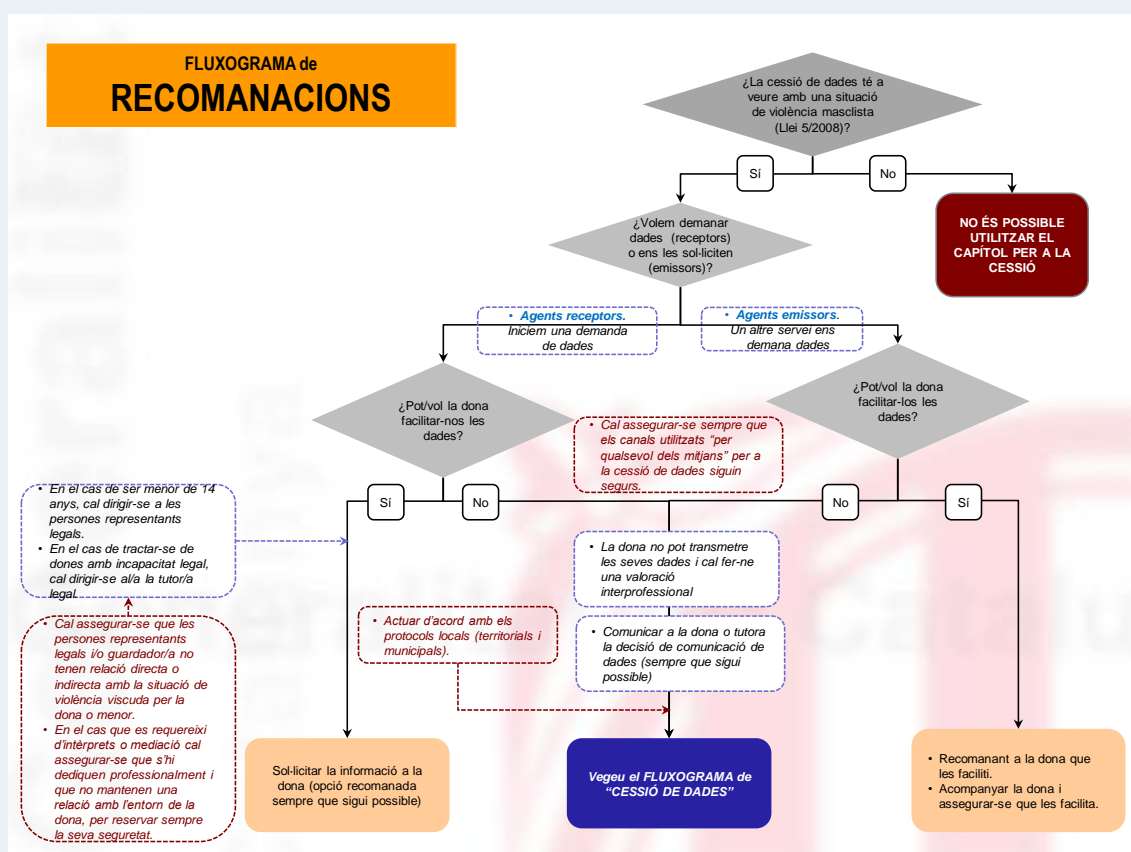 FLUXOGRAMA de
RECOMANACIONS
¿La cessió de dades té a
veure amb una situació
de violència masclista
(Llei 5/2008)?
Sí
No
¿Volem demanar
dades (receptors)
o ens les sol·liciten
(emissors)?
NO ÉS POSSIBLE
UTILITZAR EL
CAPÍTOL PER A LA
CESSIÓ
• Agents receptors.
Iniciem una demanda
de dades
• Agents emissors.
Un altre servei ens
demana dades
¿Pot/vol la dona
facilitar-nos les
dades?
¿Pot/vol la dona
facilitar-los les
dades?
• Cal assegurar-se sempre que
els canals utilitzats "per
qualsevol dels mitjans" per a
la cessió de dades siguin
segurs.
Sí
No
No
Sí
• En el cas de ser menor de 14
anys, cal dirigir-se a les
persones representants
legals.
• En el cas de tractar-se de
dones amb incapacitat legal,
cal dirigir-se al/a la tutor/a
legal.
• La dona no pot transmetre
les seves dades i cal fer-ne
una valoració
interprofessional
• Actuar d'acord amb els
protocols locals (territorials i
municipals).
• Comunicar a la dona o tutora
la decisió de comunicació de
dades (sempre que sigui
possible)
• Cal assegurar-se que les
persones representants
legals i/o guardador/a no
tenen relació directa o
indirecta amb la situació de
violència viscuda per la
dona o menor.
• En el cas que es requereixi
d'intèrprets o mediació cal
assegurar-se que s'hi
dediquen professionalment i
que no mantenen una
relació amb l'entorn de la
dona, per reservar sempre
la seva seguretat.
Sol·licitar la informació a la
dona (opció recomanada
sempre que sigui possible)
Vegeu el FLUXOGRAMA de
"CESSIÓ DE DADES"
• Recomanant a la dona que
les faciliti.
• Acompanyar la dona i
assegurar-se que les facilita.